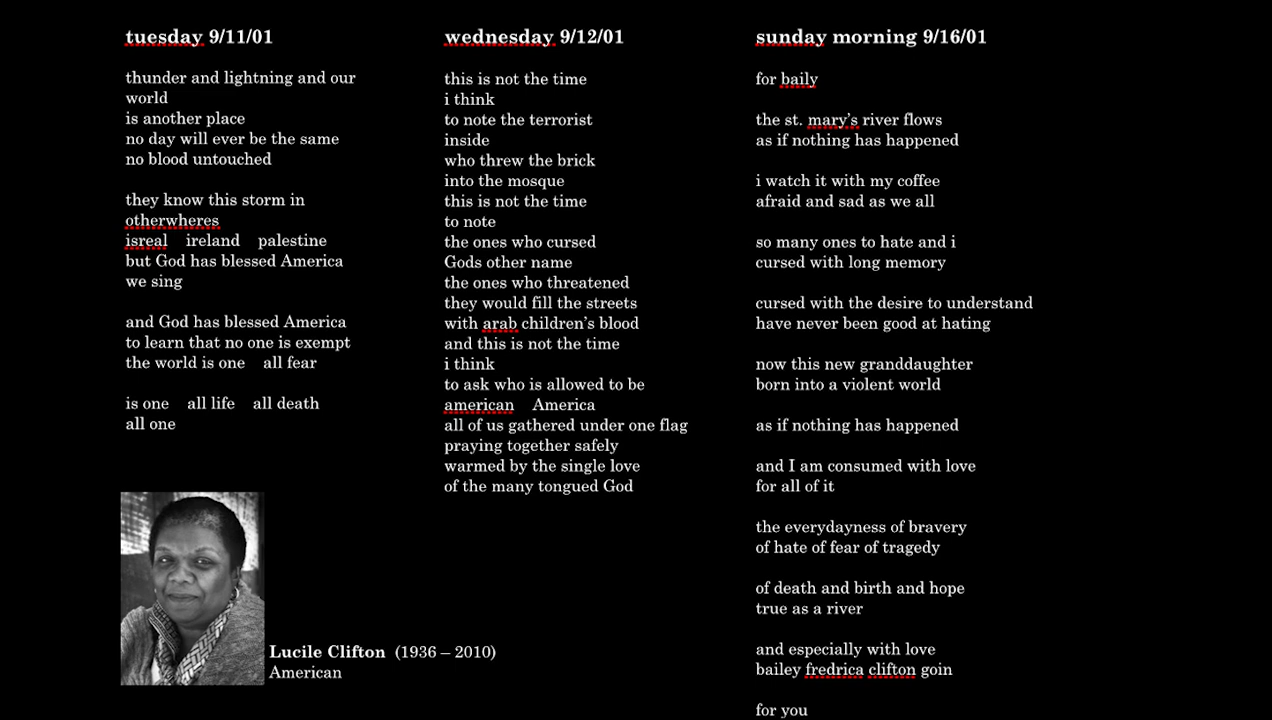 tuesday 9/11/01
thunder and lightning and our
world
is another place
no day will ever be the same
no blood untouched
they know this storm in
otherwheres
isreal ireland palestine
but God has blessed America
we sing
and God has blessed America
to learn that no one is exempt
the world is one all fear
is one all life all death
all one
wednesday 9/12/01
this is not the time
i think
to note the terrorist
inside
who threw the brick
into the mosque
this is not the time
to note
the ones who cursed
Gods other name
the ones who threatened
they would fill the streets
with arab children’s blood
and this is not the time
i think
to ask who is allowed to be
american America
all of us gathered under one flag
praying together safely
warmed by the single love
of the many tongued God
sunday morning 9/16/01
for baily
the st. mary’s river flows
as if nothing has happened
i watch it with my coffee
afraid and sad as we all
so many ones to hate and i
cursed with long memory
cursed with the desire to understand
have never been good at hating
now this new granddaughter
born into a violent world
as if nothing has happened
and I am consumed with love
for all of it
the everydayness of bravery
of hate of fear of tragedy
of death and birth and hope
true as a river
and especially with love
bailey fredrica clifton goin
for you
Lucile Clifton (1936 – 2010)
American